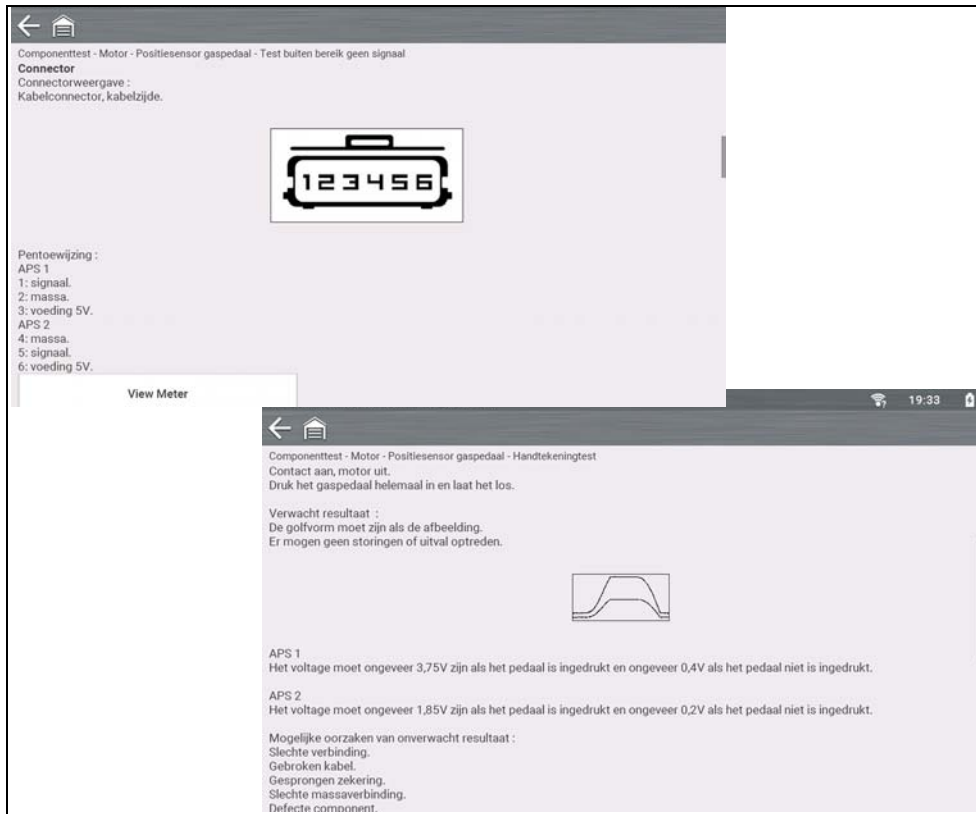 Componenttest - Motor - Positiesensor gaspedaal - Test buiten bereik geen signaal
Connector
Connectorweergave :
Kabelconnector, kabelzijde.
123456
Pentoewijzing :
APS 1
1: signaal.
2: massa.
3: voeding 5V.
APS 2
4: massa.
5: signaal.
6: voeding 5V.
View Meter
19:33
Componenttest - Motor - Positiesensor gaspedaal - Handtekeningtest
Contact aan, motor uit.
Druk het gaspedaal helemaal in en laat het los.
Verwacht resultaat :
De golfvorm moet zijn als de afbeelding.
Er mogen geen storingen of uitval optreden.
APS 1
Het voltage moet ongeveer 3,75V zijn als het pedaal is ingedrukt en ongeveer 0,4V als het pedaal niet is ingedrukt.
APS 2
Het voltage moet ongeveer 1,85V zijn als het pedaal is ingedrukt en ongeveer 0,2V als het pedaal niet is ingedrukt.
Mogelijke oorzaken van onverwacht resultaat :
Slechte verbinding.
Gebroken kabel.
Gesprongen zekering.
Slechte massaverbinding.
Defecte component.